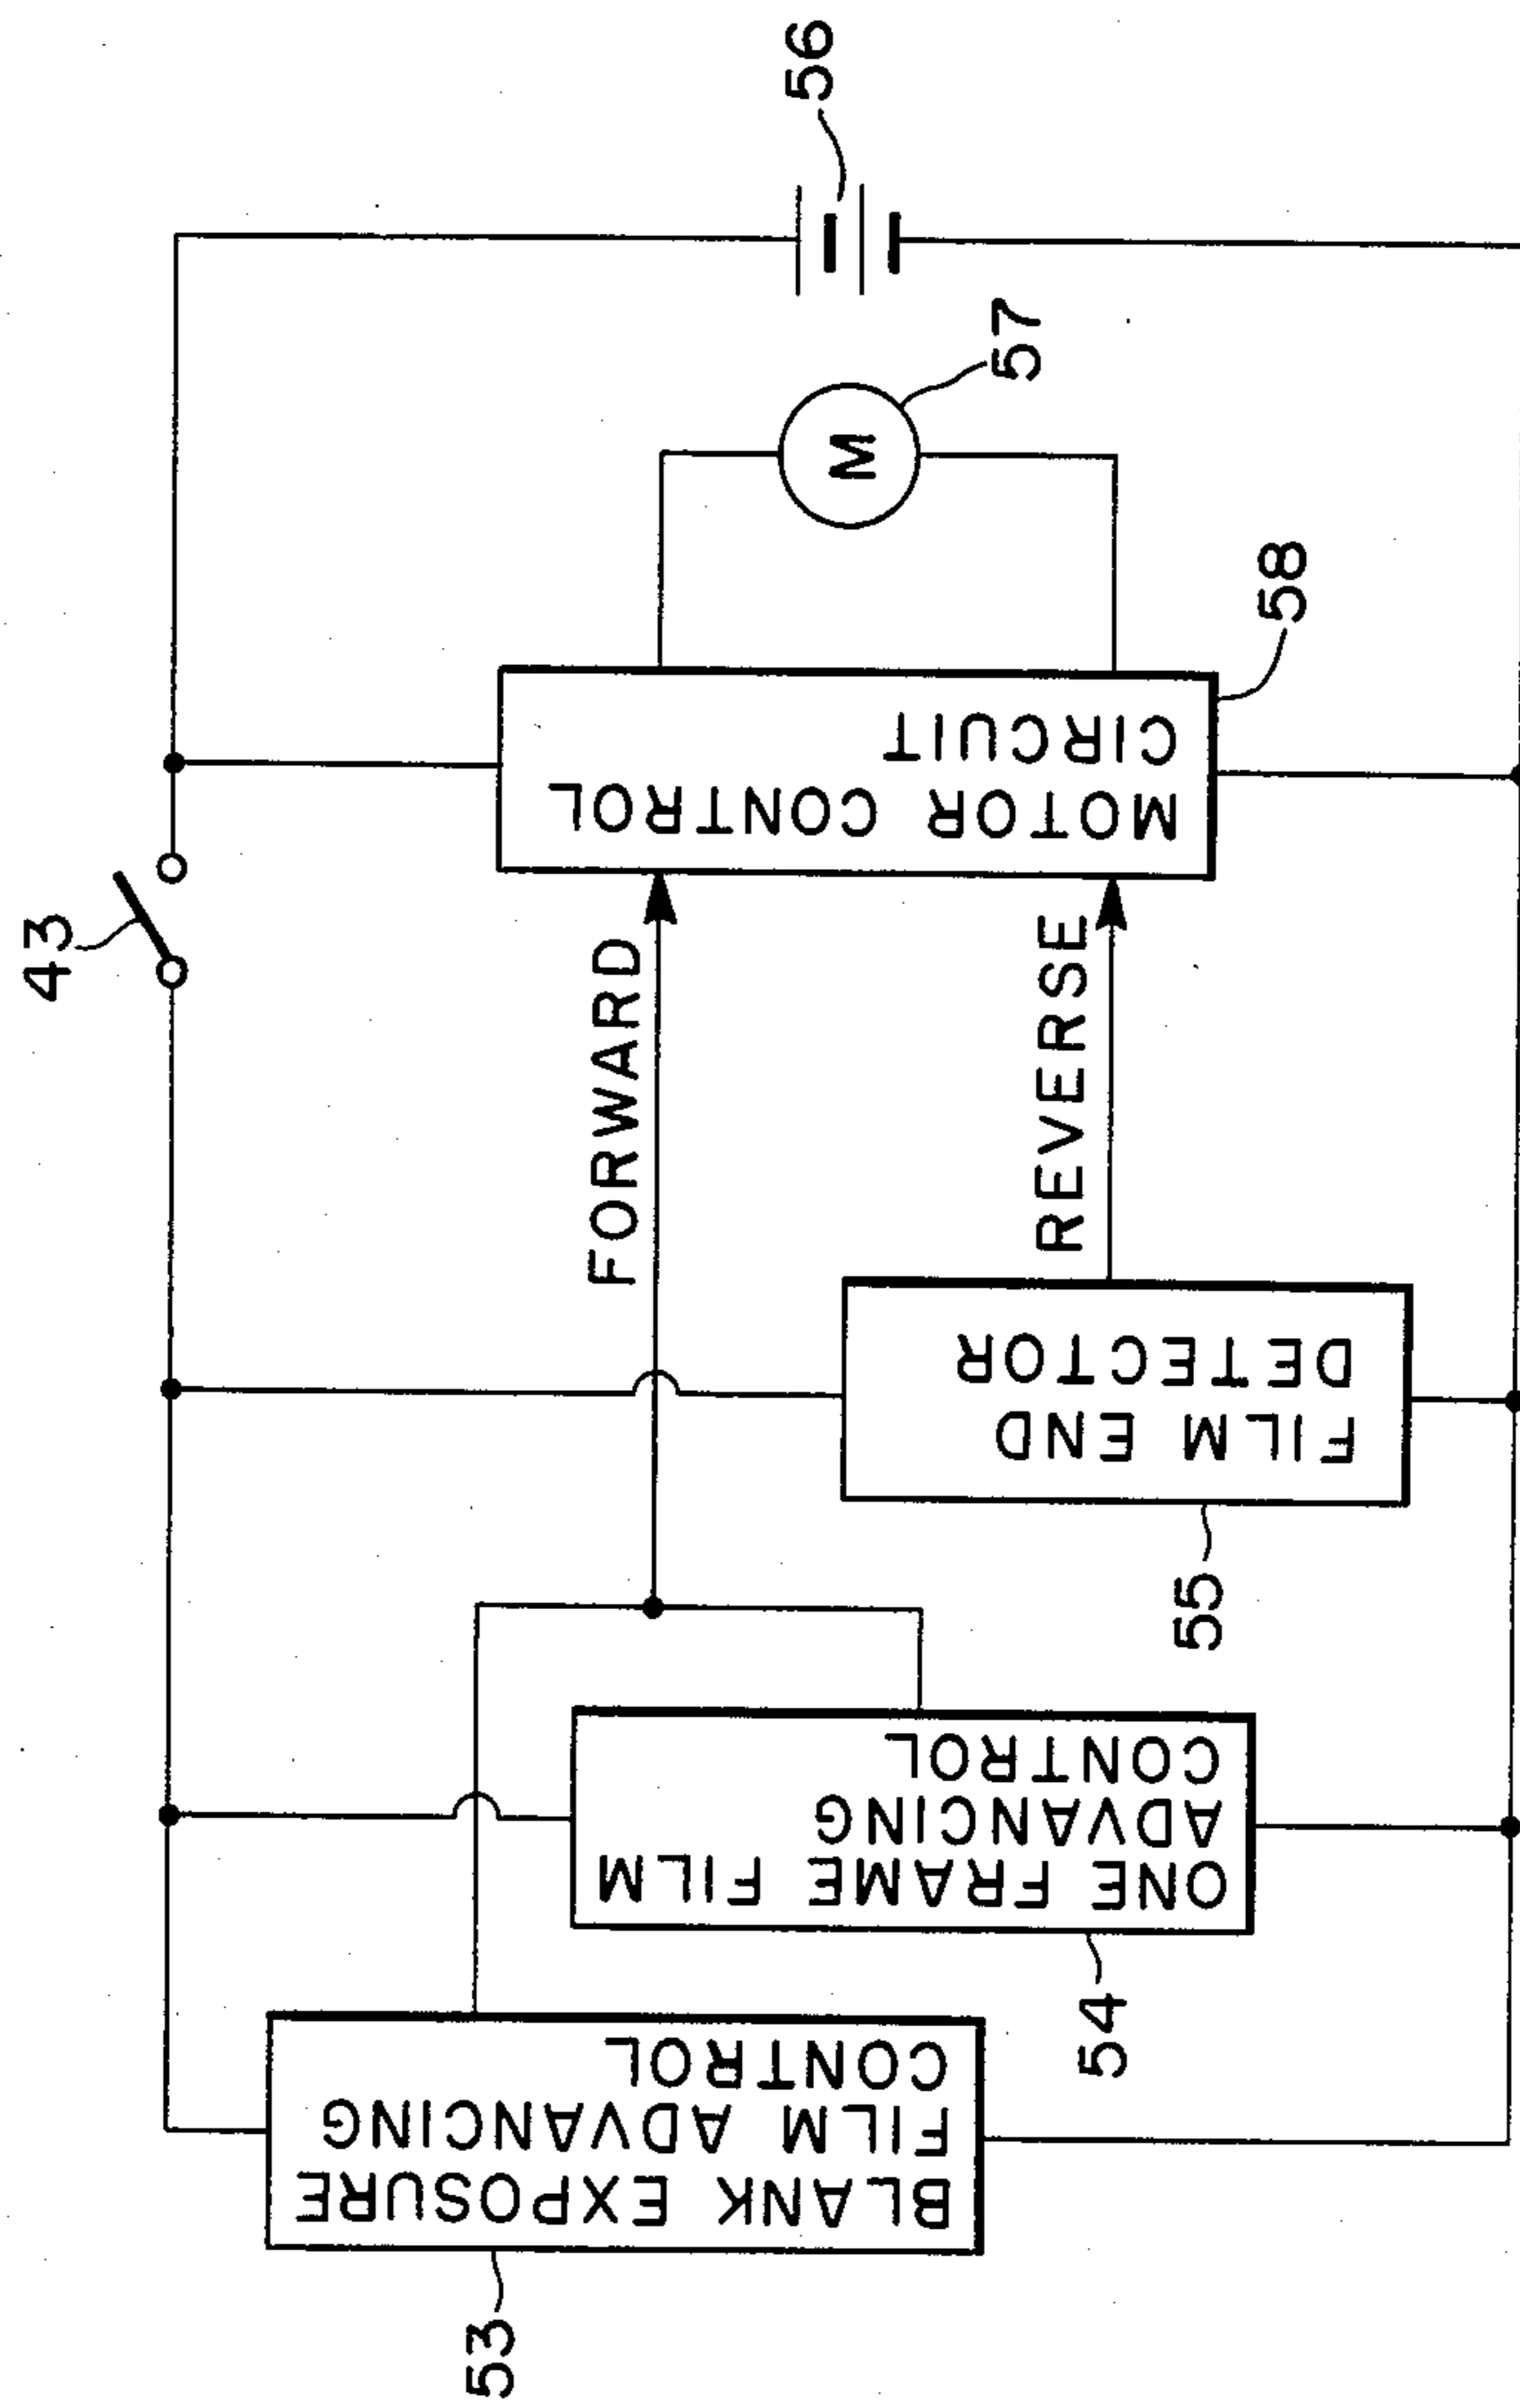 43
56
57
58
MOTOR CONTROL
CIRCUIT
FORWARD
REVERSE
FILM END
DETECTOR
55
ONE FRAME FILM
ADVANCING
CONTROL
54
BLANK EXPOSURE
FILM ADVANCING
CONTROL
53
M